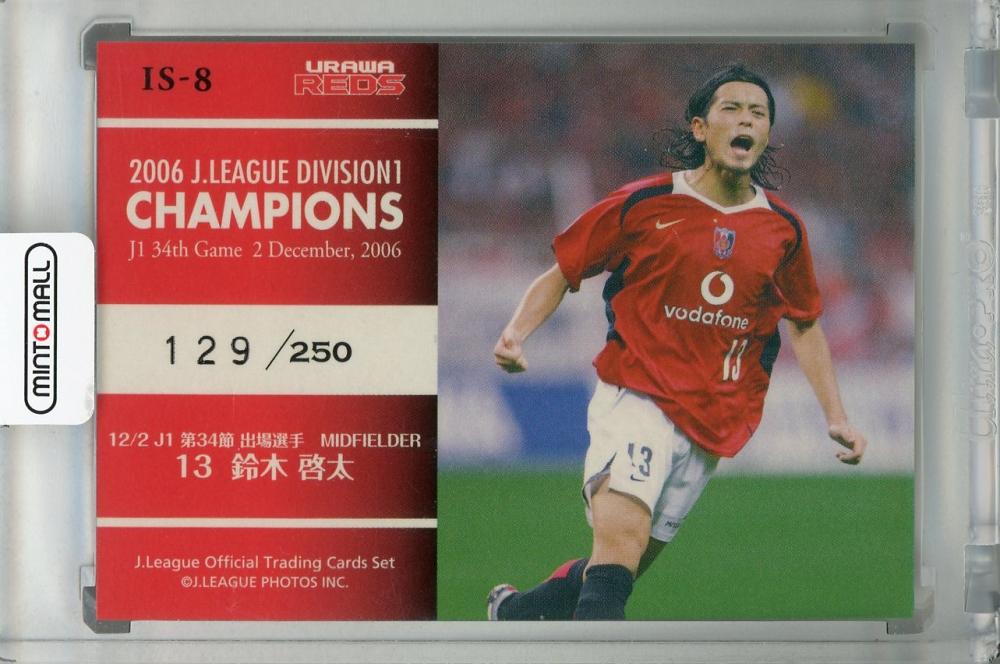 IS-8
URAWA
REDS
2006 J.LEAGUE DIVISION1
CHAMPIONS
J1 34th Game 2 December, 2006
129/250
12/2 J1 第34節 出場選手 MIDFIELDER
13 鈴木 啓太
J.League Official Trading Cards Set
©J.LEAGUE PHOTOS INC.
MINT MALL
vodafone
13
13